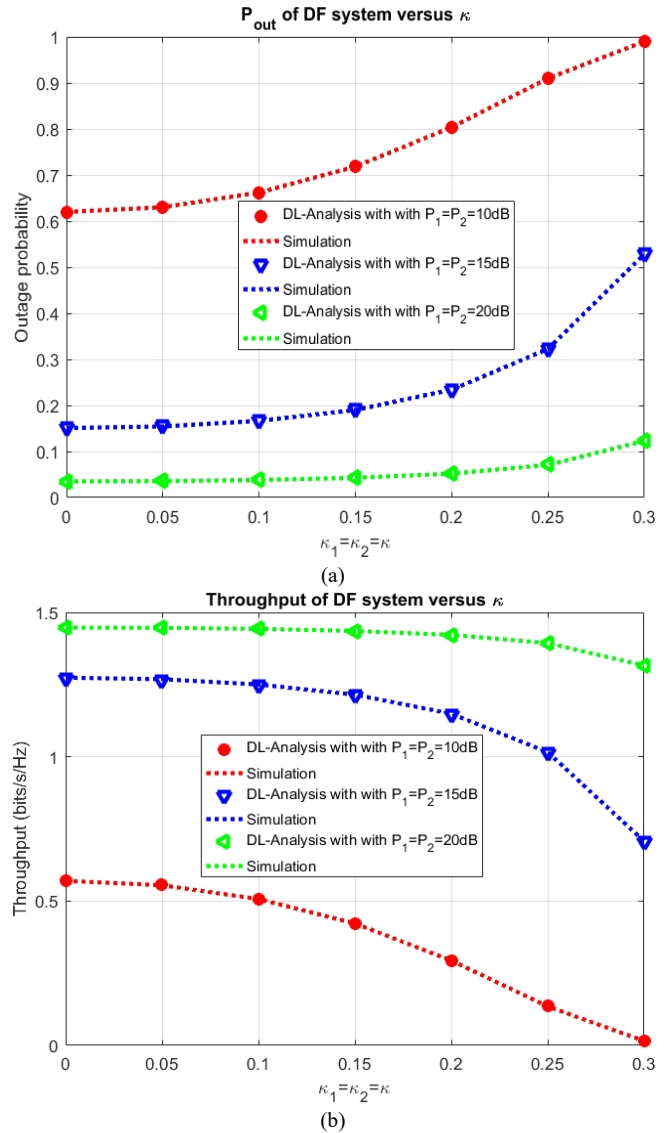 P_out of DF system versus κ
1
0.9
0.8
0.7
0.6
0.5
0.4
0.3
0.2
0.1
0
Outage probability
DL-Analysis with with P_1=P_2=10dB
Simulation
DL-Analysis with with P_1=P_2=15dB
Simulation
DL-Analysis with with P_1=P_2=20dB
Simulation
0 0.05 0.1 0.15 0.2 0.25 0.3
κ_1=κ_2=κ
(a)
Throughput of DF system versus κ
1.5
1
0.5
0
Throughput (bits/s/Hz)
DL-Analysis with with P_1=P_2=10dB
Simulation
DL-Analysis with with P_1=P_2=15dB
Simulation
DL-Analysis with with P_1=P_2=20dB
Simulation
0 0.05 0.1 0.15 0.2 0.25 0.3
κ_1=κ_2=κ
(b)